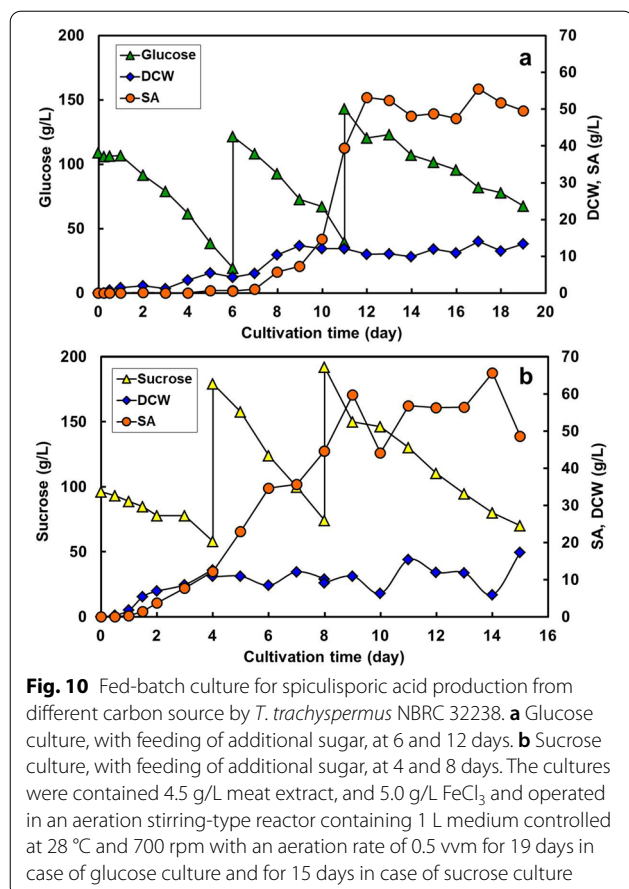 200
150
100
50
0
Glucose (g/L)
Glucose
DCW
SA
a
70
60
50
40
30
20
10
0
DCW, SA (g/L)
0 2 4 6 8 10 12 14 16 18 20
Cultivation time (day)
200
150
100
50
0
Sucrose (g/L)
Sucrose
DCW
SA
b
70
60
50
40
30
20
10
0
SA, DCW (g/L)
0 2 4 6 8 10 12 14 16
Cultivation time (day)
Fig. 10 Fed-batch culture for spiculisporic acid production from
different carbon source by T. trachyspermus NBRC 32238. a Glucose
culture, with feeding of additional sugar, at 6 and 12 days. b Sucrose
culture, with feeding of additional sugar, at 4 and 8 days. The cultures
were contained 4.5 g/L meat extract, and 5.0 g/L FeCl₃ and operated
in an aeration stirring-type reactor containing 1 L medium controlled
at 28 °C and 700 rpm with an aeration rate of 0.5 vvm for 19 days in
case of glucose culture and for 15 days in case of sucrose culture